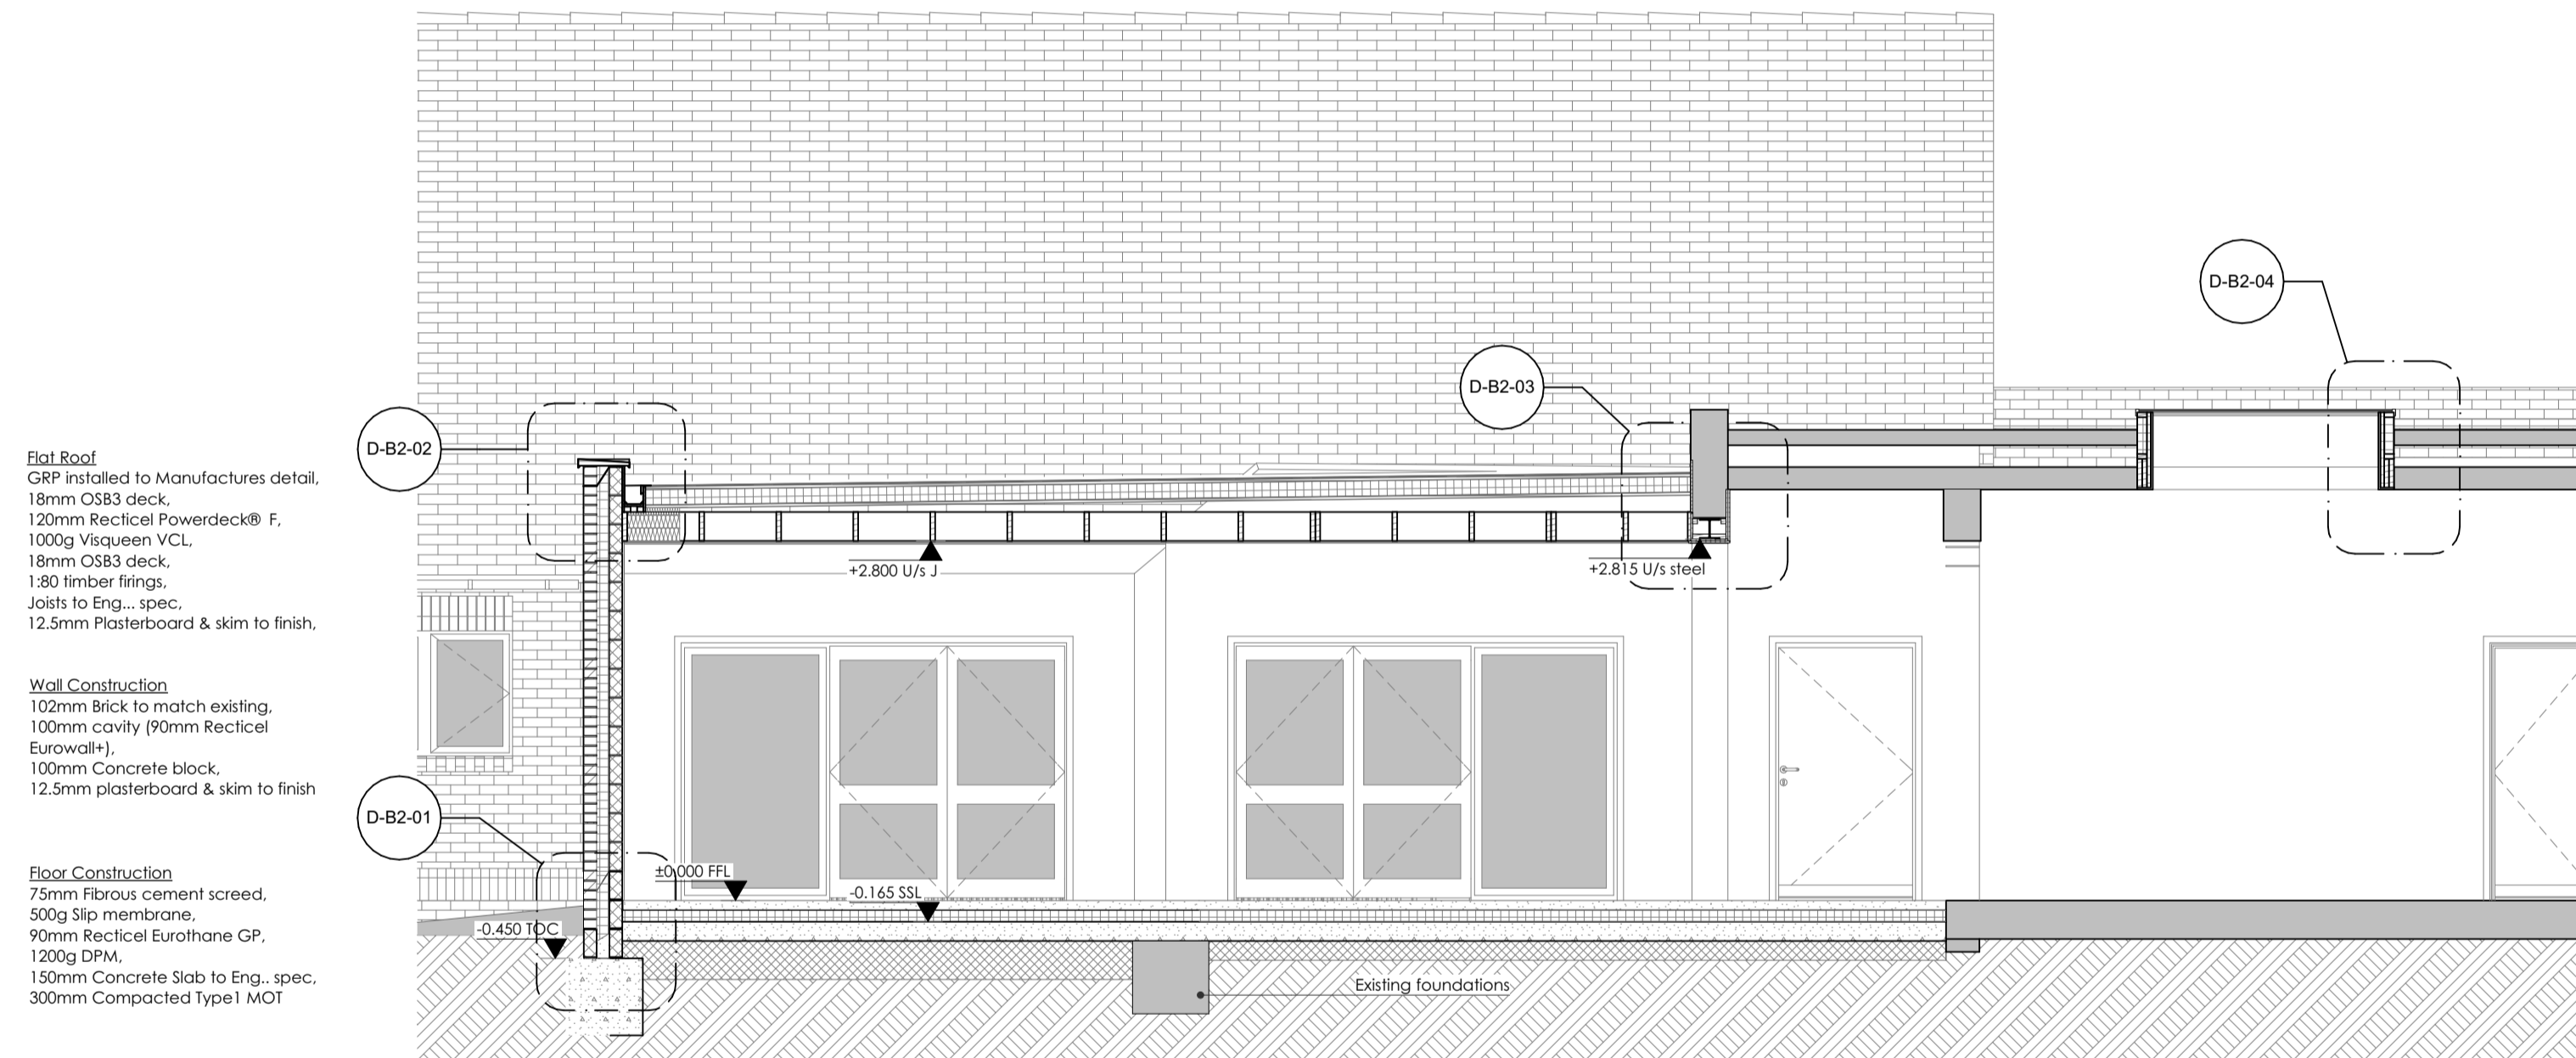 D-B2-04
D-B2-03
D-B2-02
Flat Roof
GRP installed to Manufactures detail,
18mm OSB3 deck,
120mm Recticel Powerdeck® F,
1000g Visqueen VCL,
18mm OSB3 deck,
1:80 timber firings,
Joists to Eng... spec,
12.5mm Plasterboard & skim to finish,
+2.800 U/s J
+2.815 U/s steel
Wall Construction
102mm Brick to match existing,
100mm cavity (90mm Recticel
Eurowall+),
100mm Concrete block,
12.5mm plasterboard & skim to finish
D-B2-01
Floor Construction
75mm Fibrous cement screed,
500g Slip membrane,
90mm Recticel Eurothane GP,
1200g DPM,
150mm Concrete Slab to Eng.. spec,
300mm Compacted Type1 MOT
±0.000 FFL
-0.165 SSL
-0.450 TOC
Existing foundations